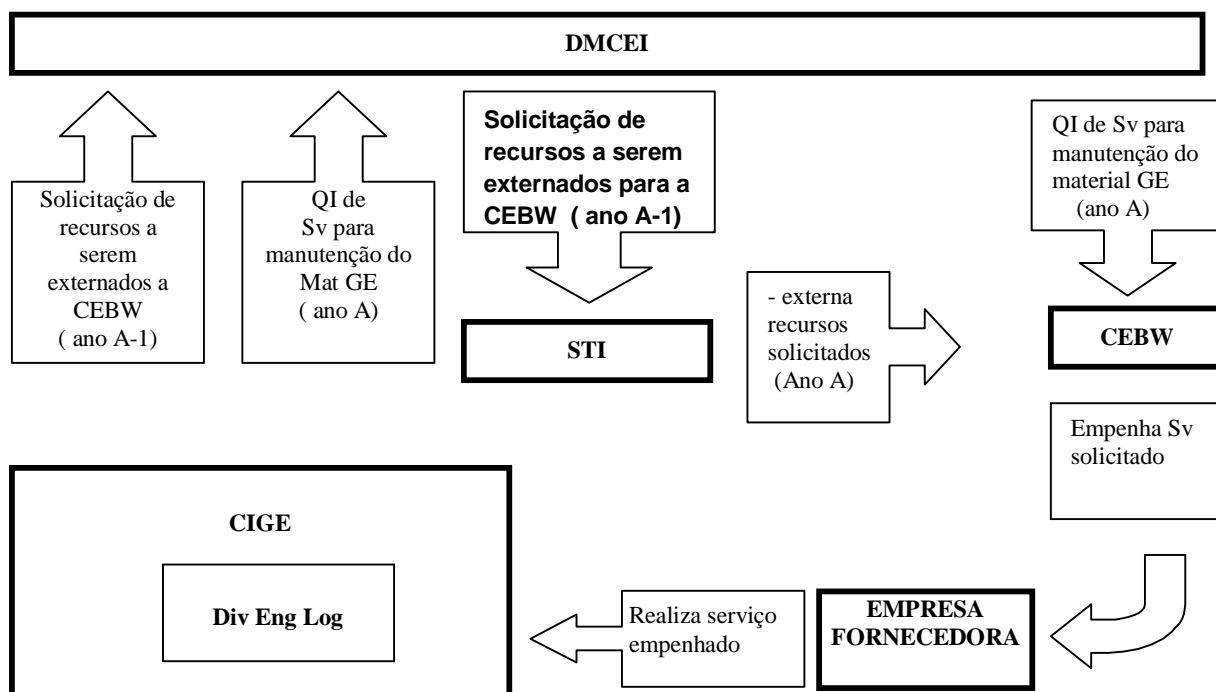 DMCEI
Solicitação de
recursos a
serem
externados a
CEBW
( ano A-1)
QI de
Sv para
manutenção do
Mat GE
( ano A)
Solicitação de
recursos a serem
externados para a
CEBW ( ano A-1)
QI de Sv para
manutenção do
material GE
(ano A)
STI
- externa
recursos
solicitados
(Ano A)
CEBW
Empenha Sv
solicitado
CIGE
Div Eng Log
Realiza serviço
empenhado
EMPRESA
FORNECEDORA